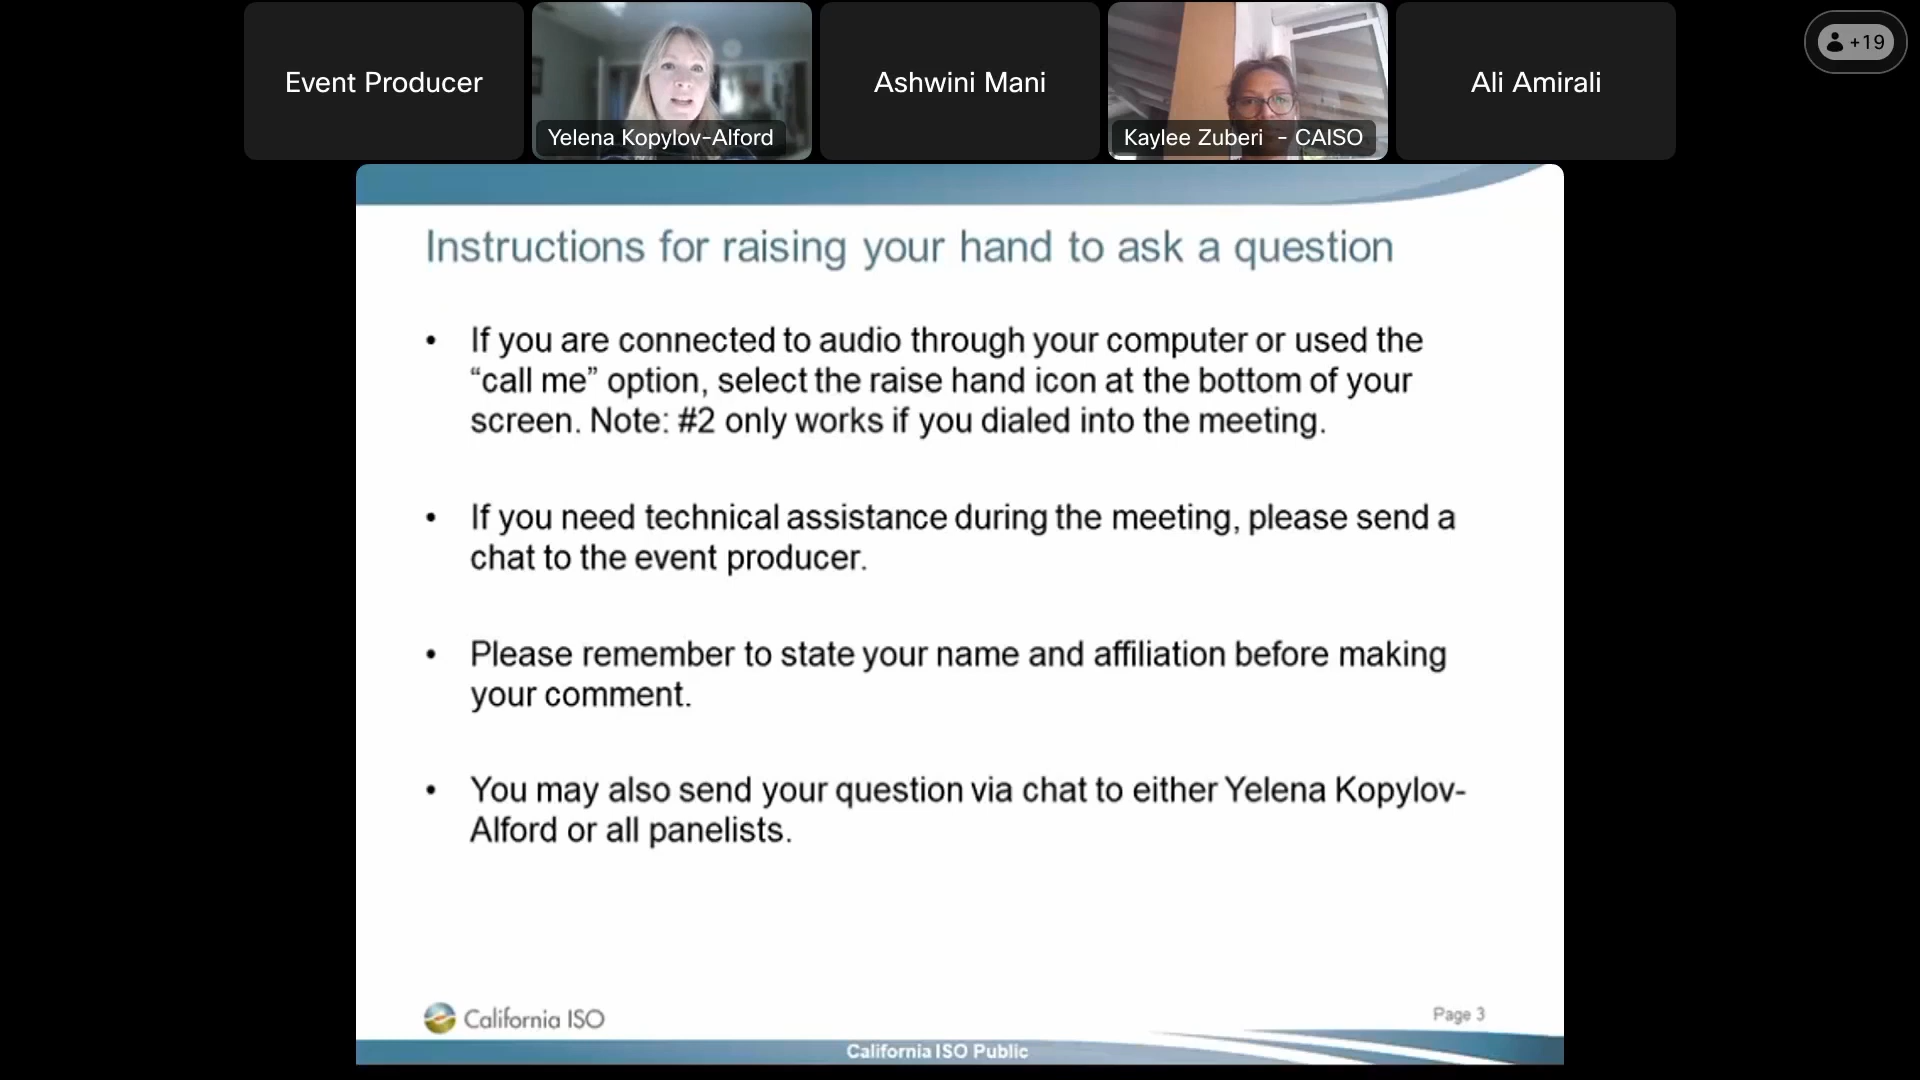 Event Producer
Yelena Kopylov-Alford
Ashwini Mani
Kaylee Zuberi - CAISO
Ali Amirali
+19
Instructions for raising your hand to ask a question
• If you are connected to audio through your computer or used the
“call me” option, select the raise hand icon at the bottom of your
screen. Note: #2 only works if you dialed into the meeting.
• If you need technical assistance during the meeting, please send a
chat to the event producer.
• Please remember to state your name and affiliation before making
your comment.
• You may also send your question via chat to either Yelena Kopylov-
Alford or all panelists.
California ISO
Page 3
California ISO Public